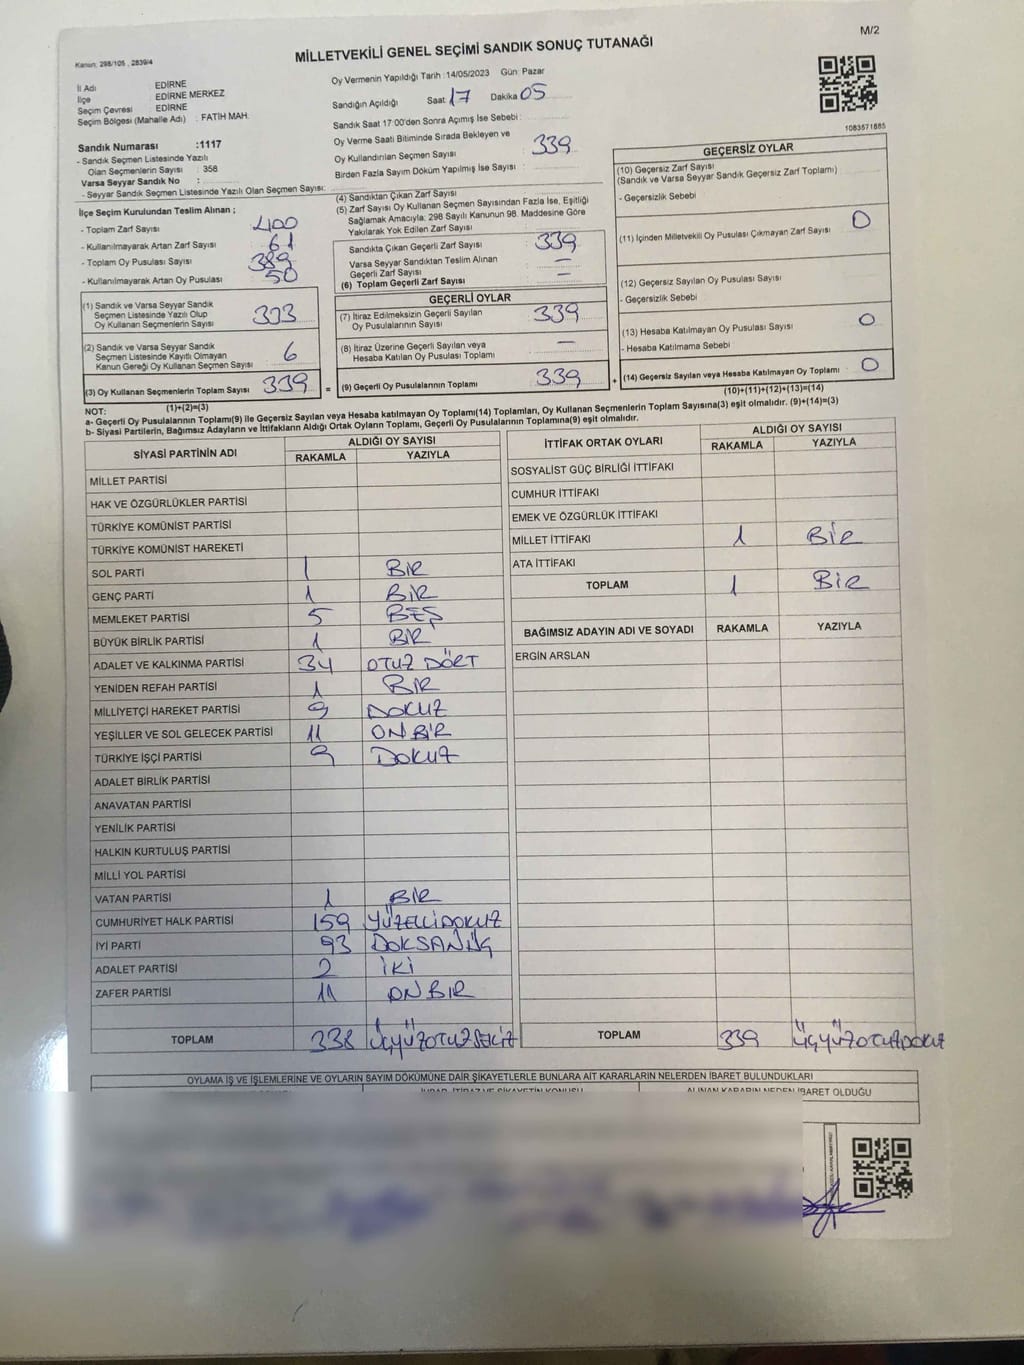 M/2
MİLLETVEKİLİ GENEL SEÇİMİ SANDIK SONUÇ TUTANAĞI
Kanun: 298/105 , 2839/4
İl Adı EDİRNE
İlçe EDİRNE MERKEZ
Seçim Çevresi EDİRNE
Seçim Bölgesi (Mahalle Adı) : FATİH MAH.
Oy Vermenin Yapıldığı Tarih : 14/05/2023 Gün: Pazar
Sandığın Açıldığı Saat 17 Dakika 05
Sandık Saat 17:00'den Sonra Açımış İse Sebebi :
Oy Verme Saati Bitiminde Sırada Bekleyen ve
Oy Kullandırılan Seçmen Sayısı : 339
Birden Fazla Sayım Döküm Yapılmış İse Sayısı :
1083571885
Sandık Numarası :1117
- Sandık Seçmen Listesinde Yazılı
Olan Seçmenlerin Sayısı : 358
Varsa Seyyar Sandık No :
- Seyyar Sandık Seçmen Listesinde Yazılı Olan Seçmen Sayısı:
İlçe Seçim Kurulundan Teslim Alınan ;
- Toplam Zarf Sayısı 400
- Kullanılmayarak Artan Zarf Sayısı 61
- Toplam Oy Pusulası Sayısı 389
- Kullanılmayarak Artan Oy Pusulası 50
(1) Sandık ve Varsa Seyyar Sandık
Seçmen Listesinde Yazılı Olup
Oy Kullanan Seçmenlerin Sayısı 333
(2) Sandık ve Varsa Seyyar Sandık
Seçmen Listesinde Kayıtlı Olmayan
Kanun Gereği Oy Kullanan Seçmen Sayısı 6
(3) Oy Kullanan Seçmenlerin Toplam Sayısı 339 =
(1)+(2)=(3)
(4) Sandıktan Çıkan Zarf Sayısı
(5) Zarf Sayısı Oy Kullanan Seçmen Sayısından Fazla İse, Eşitliği
Sağlamak Amacıyla: 298 Sayılı Kanunun 98. Maddesine Göre
Yakılarak Yok Edilen Zarf Sayısı
Sandıkta Çıkan Geçerli Zarf Sayısı 339
Varsa Seyyar Sandıktan Teslim Alınan
Geçerli Zarf Sayısı : —
(6) Toplam Geçerli Zarf Sayısı : —
GEÇERLİ OYLAR
(7) İtiraz Edilmeksizin Geçerli Sayılan
Oy Pusulalarının Sayısı 339
(8) İtiraz Üzerine Geçerli Sayılan veya
Hesaba Katılan Oy Pusulası Toplamı —
(9) Geçerli Oy Pusulalarının Toplamı 339 +
GEÇERSİZ OYLAR
(10) Geçersiz Zarf Sayısı
(Sandık ve Varsa Seyyar Sandık Geçersiz Zarf Toplamı) :
- Geçersizlik Sebebi
(11) İçinden Milletvekili Oy Pusulası Çıkmayan Zarf Sayısı 0
(12) Geçersiz Sayılan Oy Pusulası Sayısı
- Geçersizlik Sebebi
(13) Hesaba Katılmayan Oy Pusulası Sayısı 0
- Hesaba Katılmama Sebebi
(14) Geçersiz Sayılan veya Hesaba Katılmayan Oy Toplamı 0
(10)+(11)+(12)+(13)=(14)
NOT:
a- Geçerli Oy Pusulalarının Toplamı(9) ile Geçersiz Sayılan veya Hesaba katılmayan Oy Toplamı(14) Toplamları, Oy Kullanan Seçmenlerin Toplam Sayısına(3) eşit olmalıdır. (9)+(14)=(3)
b- Siyasi Partilerin, Bağımsız Adayların ve İttifakların Aldığı Ortak Oyların Toplamı, Geçerli Oy Pusulalarının Toplamına(9) eşit olmalıdır.
SİYASİ PARTİNİN ADI ALDIĞI OY SAYISI
RAKAMLA YAZIYLA
MİLLET PARTİSİ
HAK VE ÖZGÜRLÜKLER PARTİSİ
TÜRKİYE KOMÜNİST PARTİSİ
TÜRKİYE KOMÜNİST HAREKETİ
SOL PARTİ 1 BİR
GENÇ PARTİ 1 BİR
MEMLEKET PARTİSİ 5 BEŞ
BÜYÜK BİRLİK PARTİSİ 1 BİR
ADALET VE KALKINMA PARTİSİ 34 OTUZ DÖRT
YENİDEN REFAH PARTİSİ 1 BİR
MİLLİYETÇİ HAREKET PARTİSİ 9 DOKUZ
YEŞİLLER VE SOL GELECEK PARTİSİ 11 ONBİR
TÜRKİYE İŞÇİ PARTİSİ 9 DOKUZ
ADALET BİRLİK PARTİSİ
ANAVATAN PARTİSİ
YENİLİK PARTİSİ
HALKIN KURTULUŞ PARTİSİ
MİLLİ YOL PARTİSİ
VATAN PARTİSİ 1 BİR
CUMHURİYET HALK PARTİSİ 159 YÜZELLİDOKUZ
İYİ PARTİ 93 DOKSANÜÇ
ADALET PARTİSİ 2 İKİ
ZAFER PARTİSİ 11 ONBIR
TOPLAM 338 ÜÇYÜZOTUZSEKİZ
İTTİFAK ORTAK OYLARI ALDIĞI OY SAYISI
RAKAMLA YAZIYLA
SOSYALİST GÜÇ BİRLİĞİ İTTİFAKI
CUMHUR İTTİFAKI
EMEK VE ÖZGÜRLÜK İTTİFAKI
MİLLET İTTİFAKI 1 BİR
ATA İTTİFAKI
TOPLAM 1 BİR
BAĞIMSIZ ADAYIN ADI VE SOYADI RAKAMLA YAZIYLA
ERGİN ARSLAN
TOPLAM 339 ÜÇYÜZOTUZDOKUZ
OYLAMA İŞ VE İŞLEMLERİNE VE OYLARIN SAYIM DÖKÜMÜNE DAİR ŞİKAYETLERLE BUNLARA AİT KARARLARIN NELERDEN İBARET BULUNDUKLARI
ALINAN KARARIN NEDEN İBARET OLDUĞU